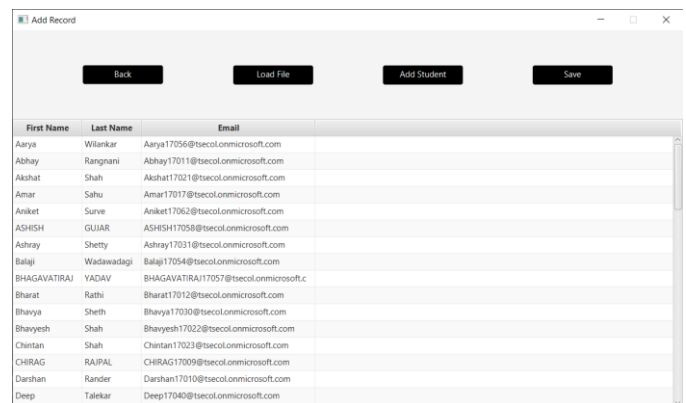 Add Record
Back Load File Add Student Save
First Name Last Name Email
Aarya Wilankar Aarya17056@tsecol.onmicrosoft.com
Abhay Rangnani Abhay17011@tsecol.onmicrosoft.com
Akshat Shah Akshat17021@tsecol.onmicrosoft.com
Amar Sahu Amar17017@tsecol.onmicrosoft.com
Aniket Surve Aniket17062@tsecol.onmicrosoft.com
ASHISH GUJAR ASHISH17058@tsecol.onmicrosoft.com
Ashray Shetty Ashray17031@tsecol.onmicrosoft.com
Balaji Wadawadagi Balaji17054@tsecol.onmicrosoft.com
BHAGAVATIRAJ YADAV BHAGAVATIRAJ17057@tsecol.onmicrosoft.c
Bharat Rathi Bharat17012@tsecol.onmicrosoft.com
Bhavya Sheth Bhavya17030@tsecol.onmicrosoft.com
Bhavyesh Shah Bhavyesh17022@tsecol.onmicrosoft.com
Chintan Shah Chintan17023@tsecol.onmicrosoft.com
CHIRAG RAJPAL CHIRAG17009@tsecol.onmicrosoft.com
Darshan Rander Darshan17010@tsecol.onmicrosoft.com
Deep Talekar Deep17040@tsecol.onmicrosoft.com